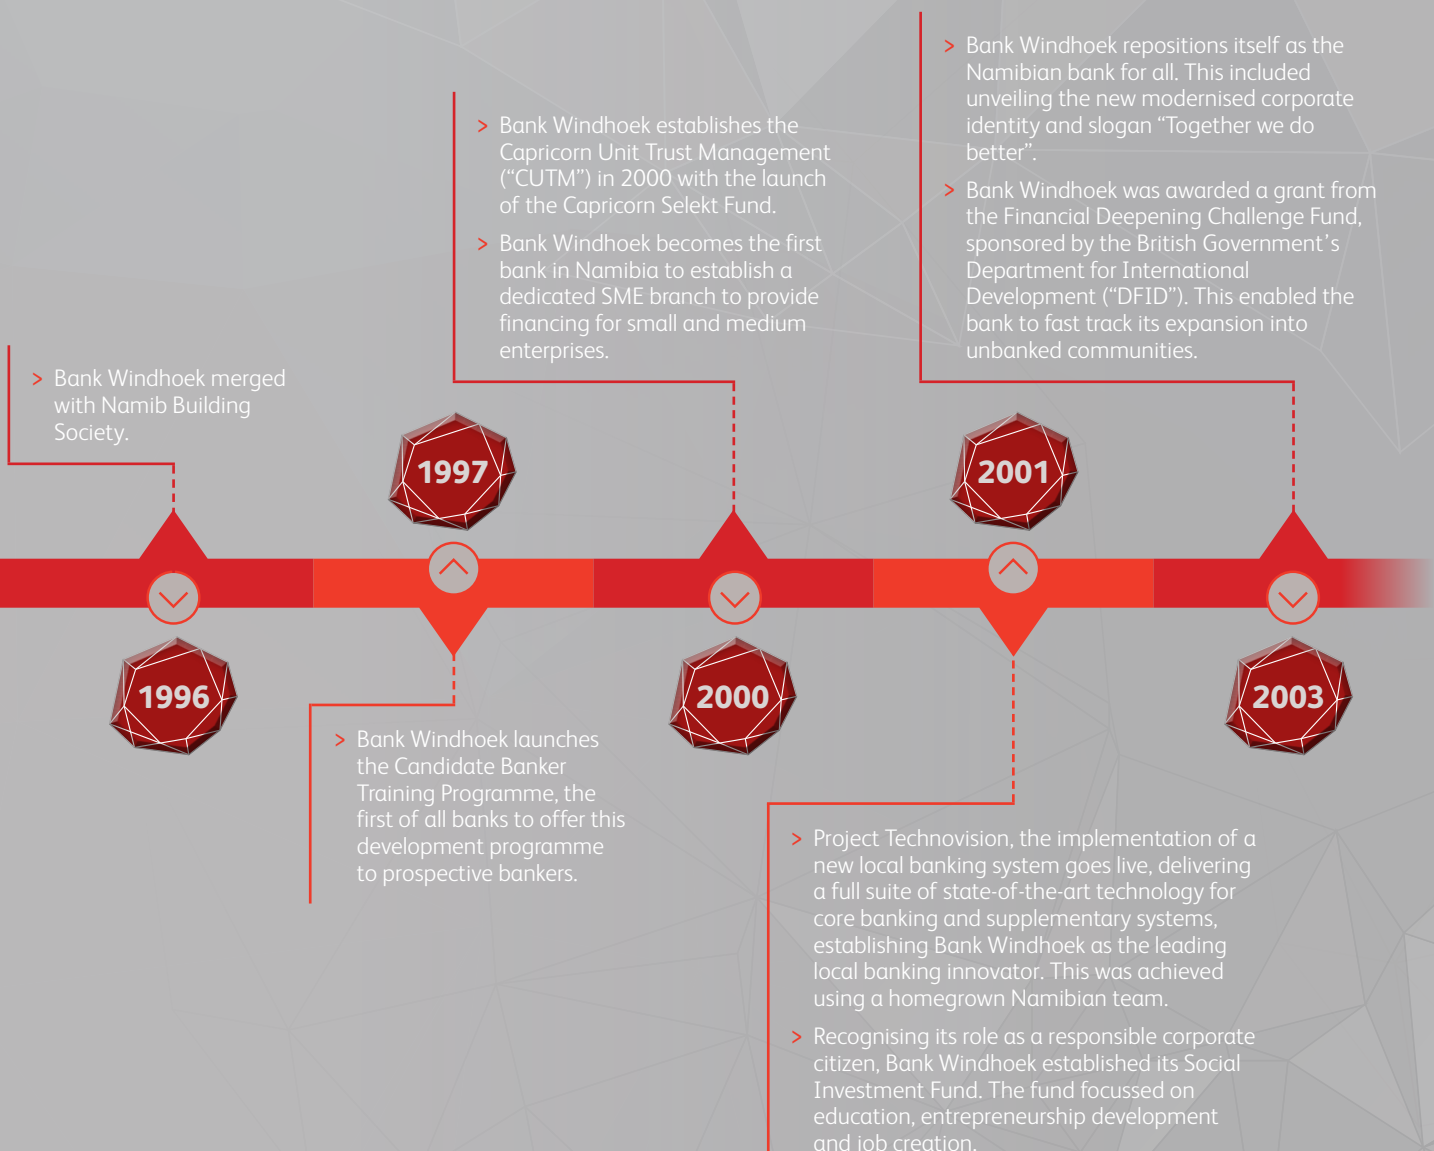 > Bank Windhoek merged
with Namib Building
Society.
1996
1997
> Bank Windhoek launches
the Candidate Banker
Training Programme, the
first of all banks to offer this
development programme
to prospective bankers.
> Bank Windhoek establishes the
Capricorn Unit Trust Management
(“CUTM”) in 2000 with the launch
of the Capricorn Selekt Fund.
> Bank Windhoek becomes the first
bank in Namibia to establish a
dedicated SME branch to provide
financing for small and medium
enterprises.
2000
2001
> Project Technovision, the implementation of a
new local banking system goes live, delivering
a full suite of state-of-the-art technology for
core banking and supplementary systems,
establishing Bank Windhoek as the leading
local banking innovator. This was achieved
using a homegrown Namibian team.
> Recognising its role as a responsible corporate
citizen, Bank Windhoek established its Social
Investment Fund. The fund focussed on
education, entrepreneurship development
and job creation.
> Bank Windhoek repositions itself as the
Namibian bank for all. This included
unveiling the new modernised corporate
identity and slogan “Together we do
better”.
> Bank Windhoek was awarded a grant from
the Financial Deepening Challenge Fund,
sponsored by the British Government’s
Department for International
Development (“DFID”). This enabled the
bank to fast track its expansion into
unbanked communities.
2003